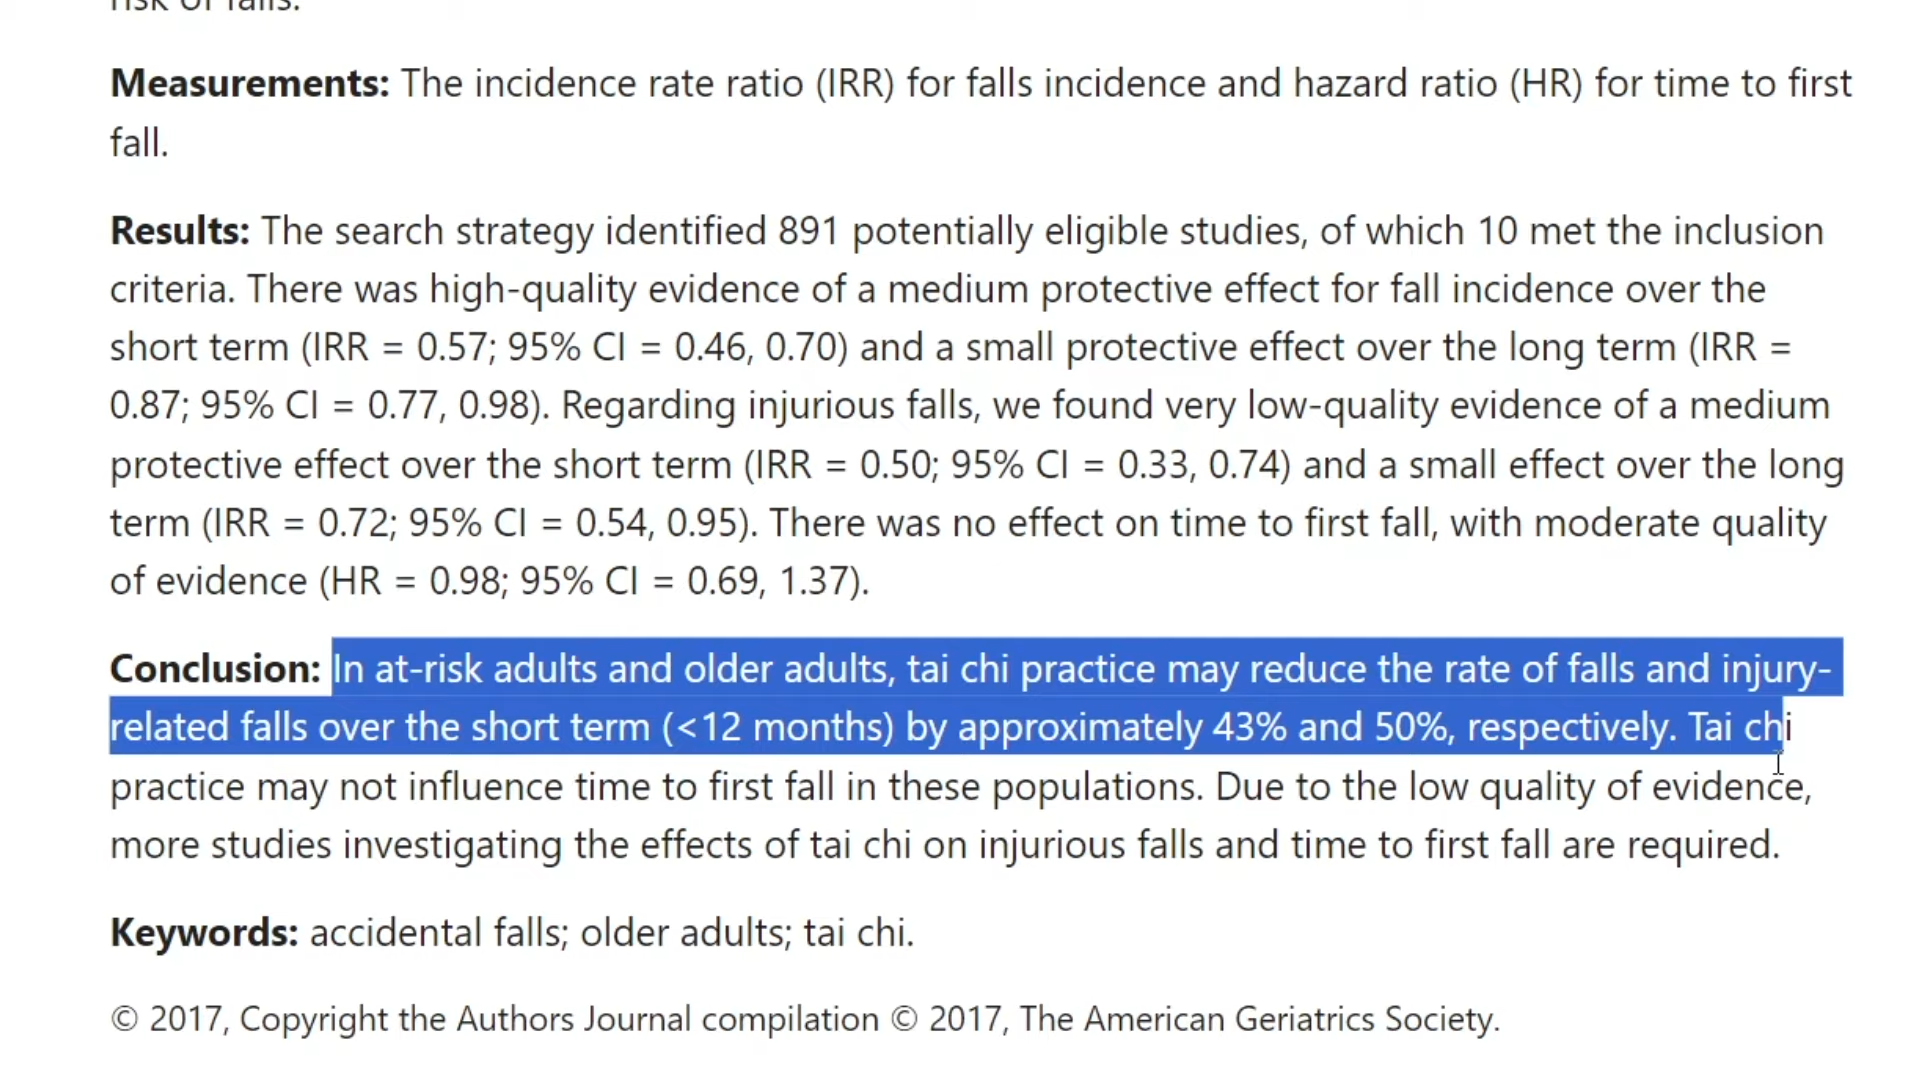 risk of falls.
Measurements: The incidence rate ratio (IRR) for falls incidence and hazard ratio (HR) for time to first
fall.
Results: The search strategy identified 891 potentially eligible studies, of which 10 met the inclusion
criteria. There was high-quality evidence of a medium protective effect for fall incidence over the
short term (IRR = 0.57; 95% CI = 0.46, 0.70) and a small protective effect over the long term (IRR =
0.87; 95% CI = 0.77, 0.98). Regarding injurious falls, we found very low-quality evidence of a medium
protective effect over the short term (IRR = 0.50; 95% CI = 0.33, 0.74) and a small effect over the long
term (IRR = 0.72; 95% CI = 0.54, 0.95). There was no effect on time to first fall, with moderate quality
of evidence (HR = 0.98; 95% CI = 0.69, 1.37).
Conclusion: In at-risk adults and older adults, tai chi practice may reduce the rate of falls and injury-
related falls over the short term (<12 months) by approximately 43% and 50%, respectively. Tai chi
practice may not influence time to first fall in these populations. Due to the low quality of evidence,
more studies investigating the effects of tai chi on injurious falls and time to first fall are required.
Keywords: accidental falls; older adults; tai chi.
© 2017, Copyright the Authors Journal compilation © 2017, The American Geriatrics Society.